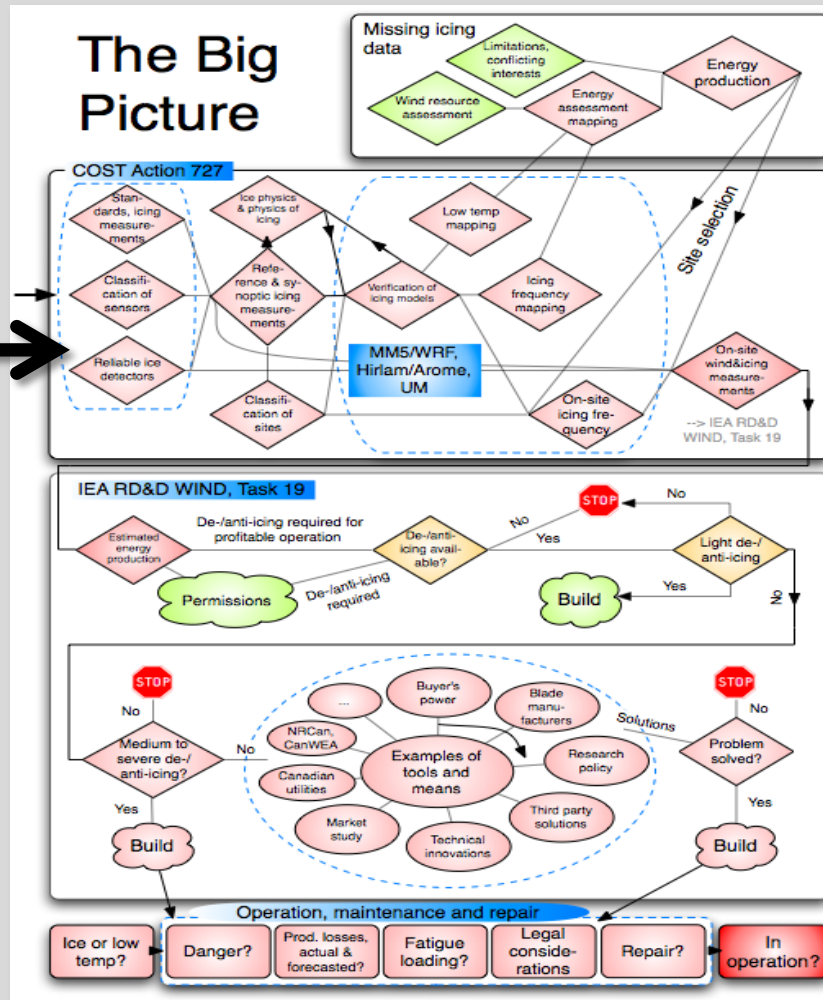 The Big
Picture
Missing icing
data
Limitations,
conflicting
interests
Energy
production
Wind resource
assessment
Energy
assessment
mapping
COST Action 727
Stan-
dards, icing
measure-
ments
Ice physics
& physics of
icing
Low temp
mapping
Site selection
Classifi-
cation of
sensors
Refe-
rence & sy-
noptic icing
measure-
ments
Verification of
icing models
Icing
frequency
mapping
Reliable ice
detectors
MM5/WRF,
Hirlam/Arome,
UM
On-site
wind&icing
measure-
ments
Classifi-
cation of
sites
On-site
icing fre-
quency
--> IEA RD&D
WIND, Task 19
IEA RD&D WIND, Task 19
STOP
No
Estimated
energy
production
De-/anti-icing required for
profitable operation
De-/anti-
icing avail-
able?
No
Yes
Light de-/
anti-icing
Permissions
De-/anti-icing
required
Build
Yes
No
STOP
No
Medium to
severe de-/
anti-icing?
No
Yes
Build
...
Buyer's
power
Blade
manu-
facturers
NRCan,
CanWEA
Examples of
tools and
means
Research
policy
Canadian
utilities
Market
study
Technical
innovations
Third party
solutions
Solutions
STOP
No
Problem
solved?
Yes
Build
Operation, maintenance and repair
Ice or low
temp?
Danger?
Prod. losses,
actual &
forecasted?
Fatigue
loading?
Legal
conside-
rations
Repair?
In
operation?